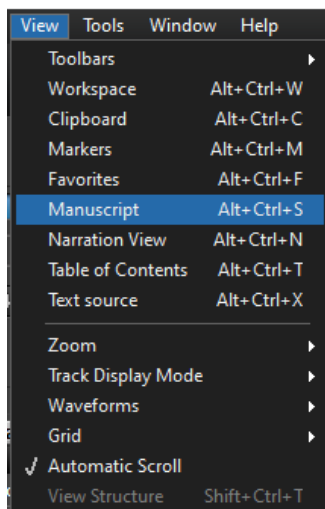 View Tools Window Help
Toolbars
Workspace Alt+Ctrl+W
Clipboard Alt+Ctrl+C
Markers Alt+Ctrl+M
Favorites Alt+Ctrl+F
Manuscript Alt+Ctrl+S
Narration View Alt+Ctrl+N
Table of Contents Alt+Ctrl+T
Text source Alt+Ctrl+X
Zoom
Track Display Mode
Waveforms
Grid
Automatic Scroll
View Structure Shift+Ctrl+T